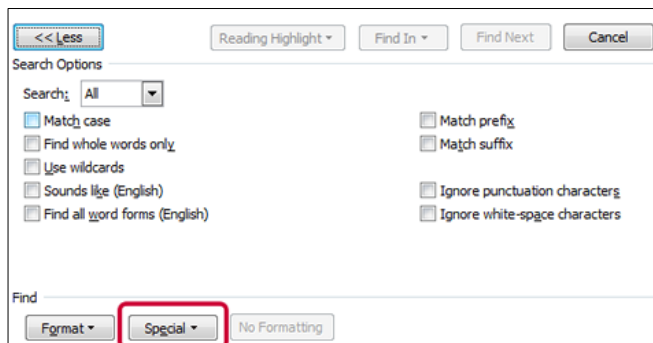 << Less Reading Highlight Find In Find Next Cancel
Search Options
Search: All
Match case Match prefix
Find whole words only Match suffix
Use wildcards
Sounds like (English) Ignore punctuation characters
Find all word forms (English) Ignore white-space characters
Find
Format Special No Formatting